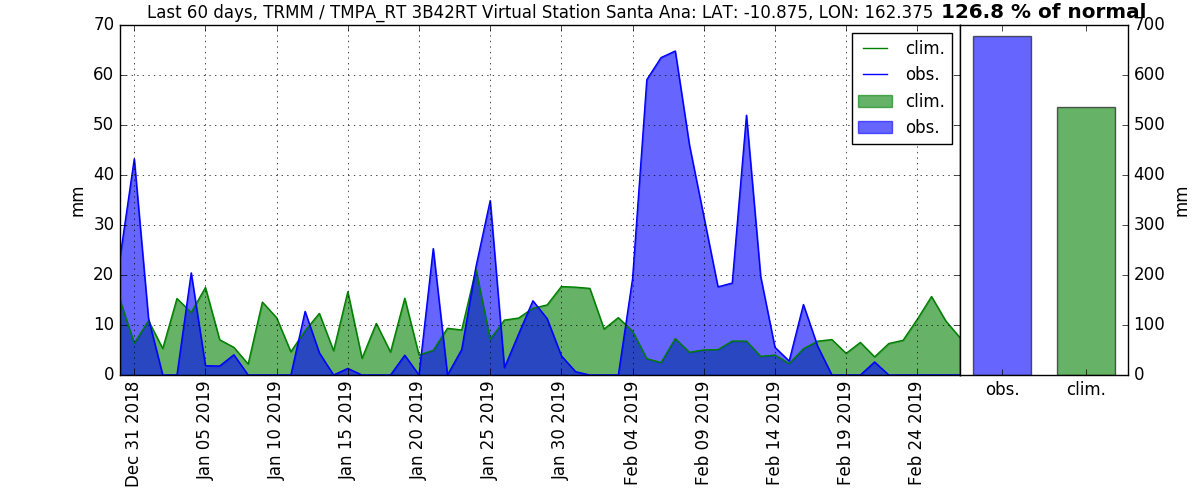 Last 60 days, TRMM / TMPA_RT 3B42RT Virtual Station Santa Ana: LAT: -10.875, LON: 162.375 126.8 % of normal
70
60
50
40
30
20
10
0
mm
clim.
obs.
clim.
obs.
Dec 31 2018
Jan 05 2019
Jan 10 2019
Jan 15 2019
Jan 20 2019
Jan 25 2019
Jan 30 2019
Feb 04 2019
Feb 09 2019
Feb 14 2019
Feb 19 2019
Feb 24 2019
700
600
500
400
300
200
100
0
mm
obs. clim.